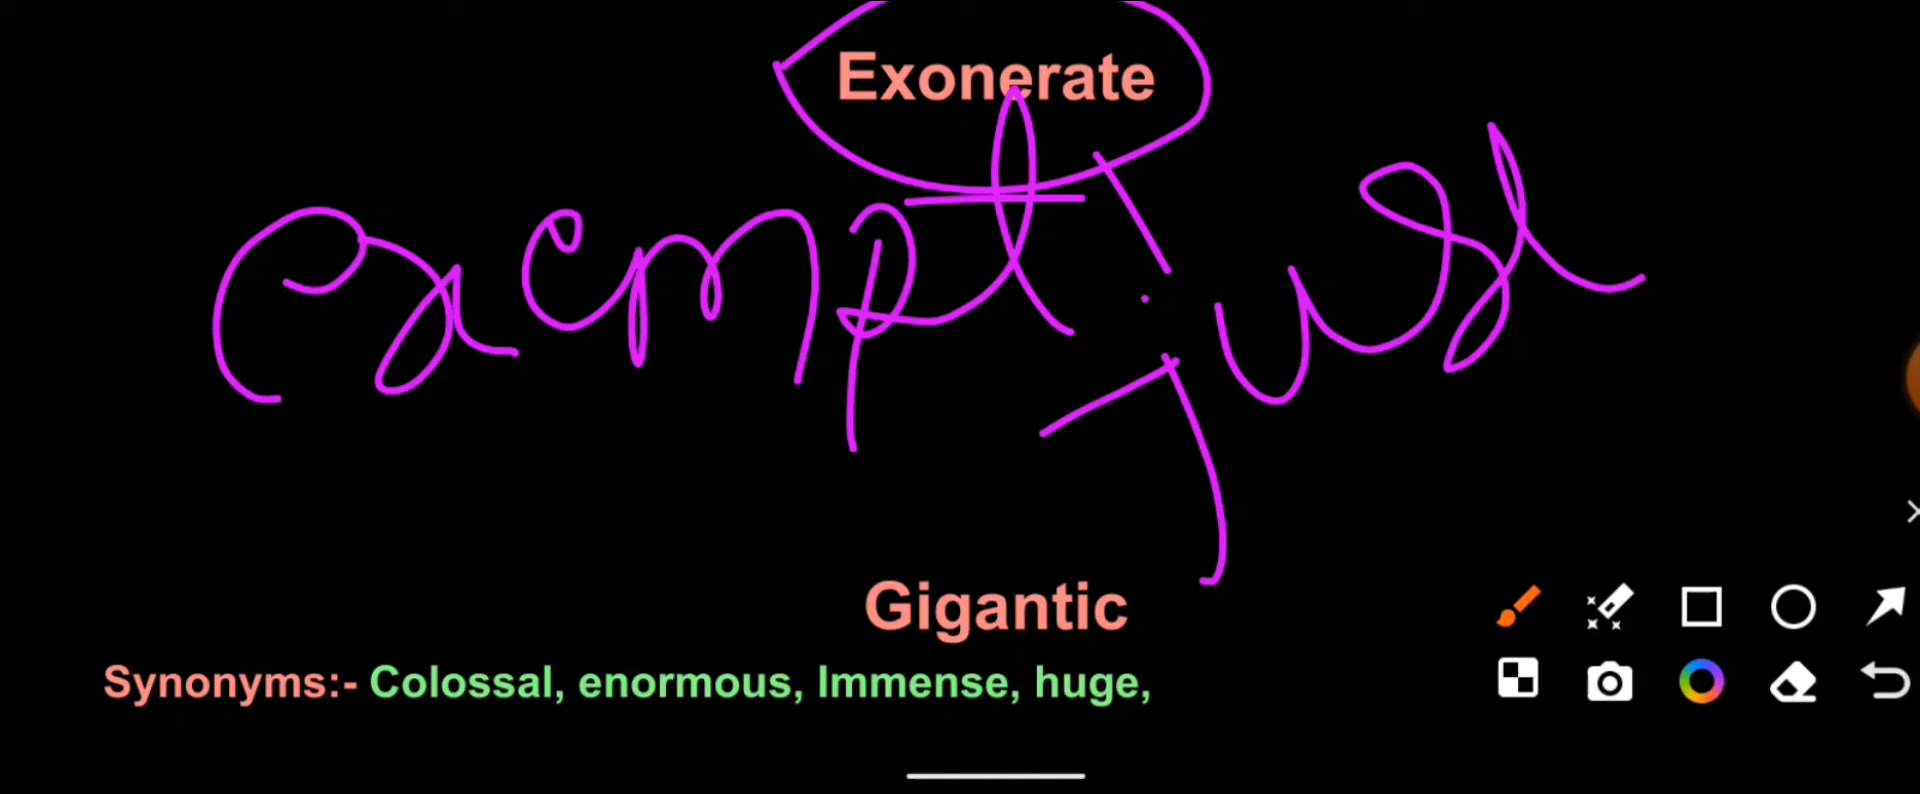 Exonerate
exempt, just
Gigantic
Synonyms:- Colossal, enormous, Immense, huge,